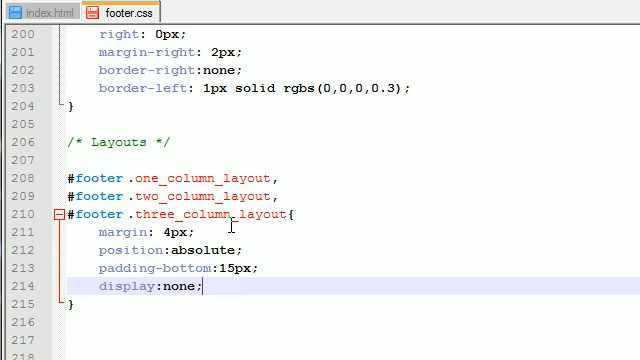 index.html footer.css
200 right: 0px;
201 margin-right: 2px;
202 border-right:none;
203 border-left: 1px solid rgbs(0,0,0,0.3);
204 }
205
206 /* Layouts */
207
208 #footer .one_column_layout,
209 #footer .two_column_layout,
210 #footer .three_column_layout{
211 margin: 4px;
212 position:absolute;
213 padding-bottom:15px;
214 display:none;
215 }
216
217
218